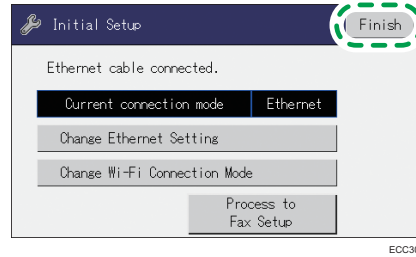 Initial Setup
Finish
Ethernet cable connected.
Current connection mode
Ethernet
Change Ethernet Setting
Change Wi-Fi Connection Mode
Process to
Fax Setup